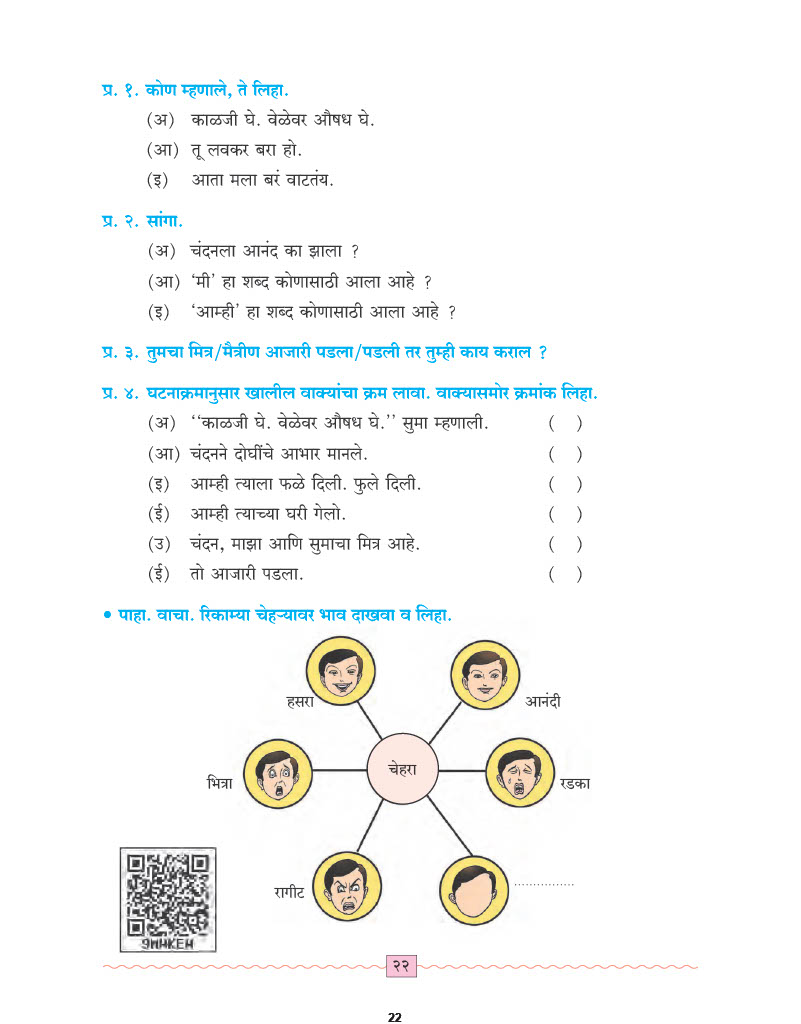 प्र. १. कोण म्हणाले, ते लिहा.
(अ) काळजी घे. वेळेवर औषध घे.
(आ) तू लवकर बरा हो.
(इ) आता मला बरं वाटतंय.
प्र. २. सांगा.
(अ) चंदनला आनंद का झाला ?
(आ) ‘मी’ हा शब्द कोणासाठी आला आहे ?
(इ) ‘आम्ही’ हा शब्द कोणासाठी आला आहे ?
प्र. ३. तुमचा मित्र/मैत्रीण आजारी पडला/पडली तर तुम्ही काय कराल ?
प्र. ४. घटनाक्रमानुसार खालील वाक्यांचा क्रम लावा. वाक्यासमोर क्रमांक लिहा.
(अ) ‘‘काळजी घे. वेळेवर औषध घे.’’ सुमा म्हणाली. ( )
(आ) चंदनने दोघींचे आभार मानले. ( )
(इ) आम्ही त्याला फळे दिली. फुले दिली. ( )
(ई) आम्ही त्याच्या घरी गेलो. ( )
(उ) चंदन, माझा आणि सुमाचा मित्र आहे. ( )
(ई) तो आजारी पडला. ( )
• पाहा. वाचा. रिकाम्या चेहऱ्यावर भाव दाखवा व लिहा.
हसरा
आनंदी
भित्रा
चेहरा
रडका
रागीट
................
9WHKEH
२२
22